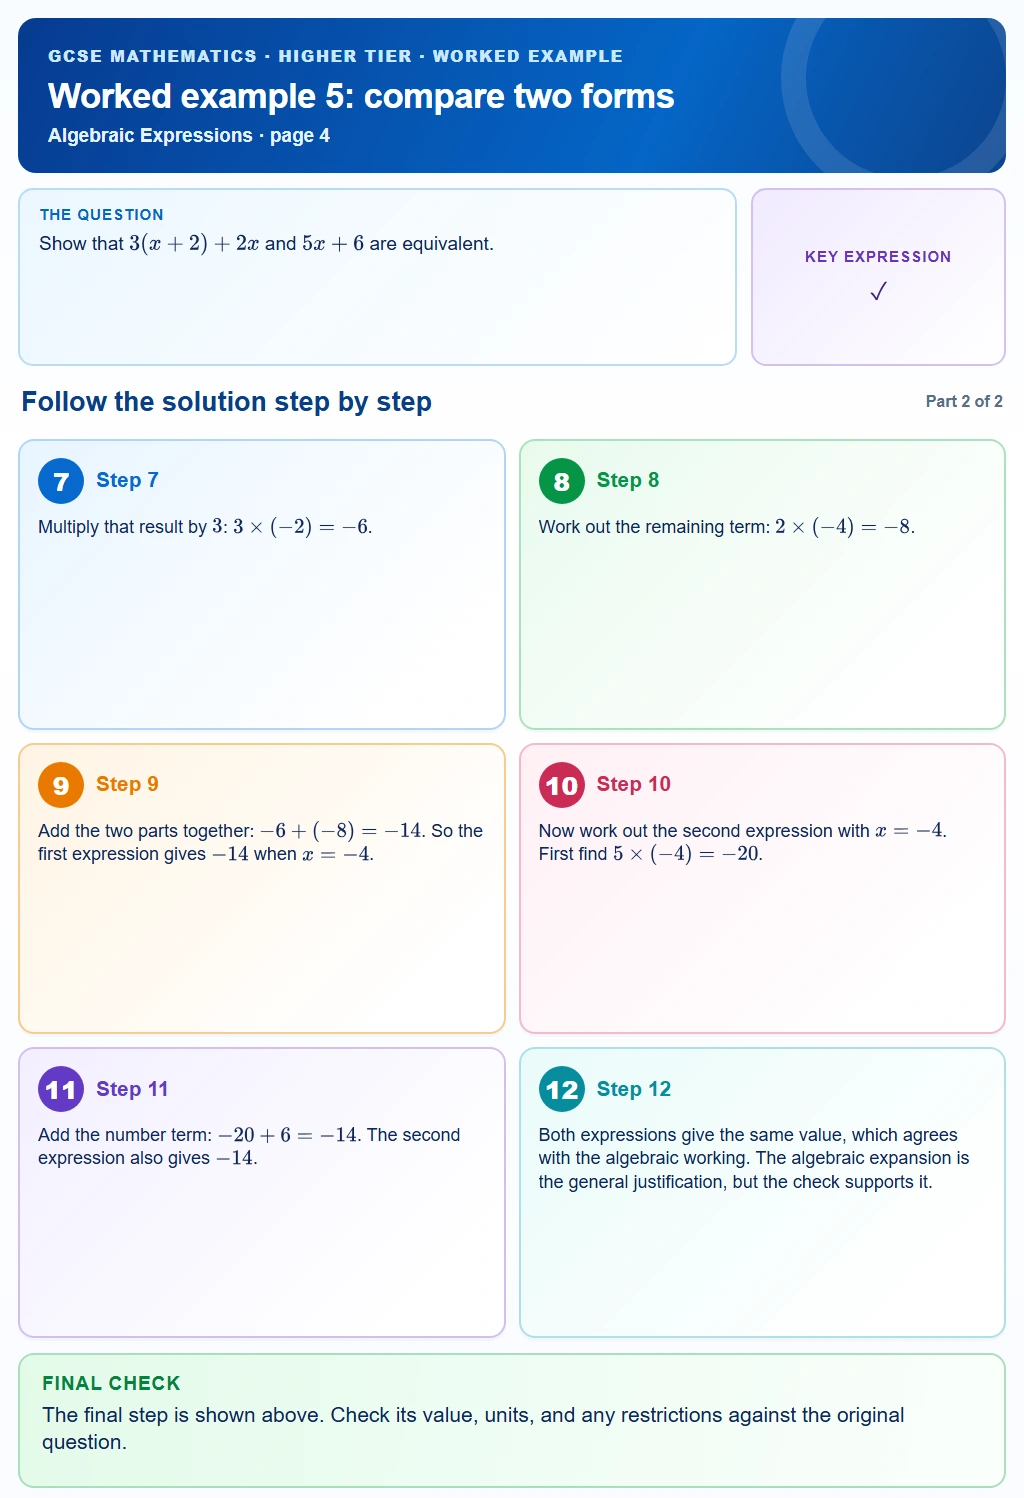 GCSE MATHEMATICS · HIGHER TIER · WORKED EXAMPLE
Worked example 5: compare two forms
Algebraic Expressions · page 4
THE QUESTION
Show that 3(x + 2) + 2x and 5x + 6 are equivalent.
KEY EXPRESSION
✓
Follow the solution step by step
Part 2 of 2
7 Step 7
Multiply that result by 3: 3 × (−2) = −6.
8 Step 8
Work out the remaining term: 2 × (−4) = −8.
9 Step 9
Add the two parts together: −6 + (−8) = −14. So the
first expression gives −14 when x = −4.
10 Step 10
Now work out the second expression with x = −4.
First find 5 × (−4) = −20.
11 Step 11
Add the number term: −20 + 6 = −14. The second
expression also gives −14.
12 Step 12
Both expressions give the same value, which agrees
with the algebraic working. The algebraic expansion is
the general justification, but the check supports it.
FINAL CHECK
The final step is shown above. Check its value, units, and any restrictions against the original
question.